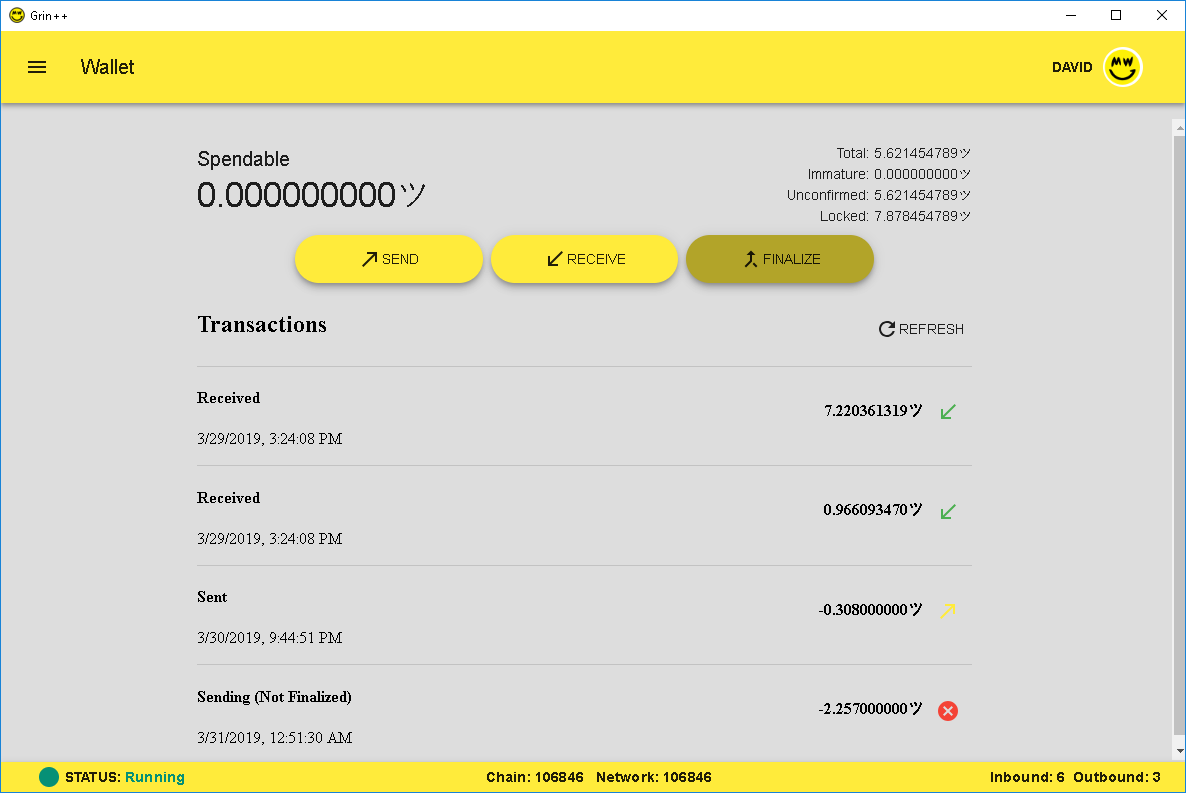 Grin++
Wallet
DAVID
Spendable
0.000000000ツ
Total: 5.621454789ツ
Immature: 0.000000000ツ
Unconfirmed: 5.621454789ツ
Locked: 7.878454789ツ
SEND RECEIVE FINALIZE
Transactions
REFRESH
Received
7.220361319ツ
3/29/2019, 3:24:08 PM
Received
0.966093470ツ
3/29/2019, 3:24:08 PM
Sent
-0.308000000ツ
3/30/2019, 9:44:51 PM
Sending (Not Finalized)
-2.257000000ツ
3/31/2019, 12:51:30 AM
STATUS: Running Chain: 106846 Network: 106846 Inbound: 6 Outbound: 3